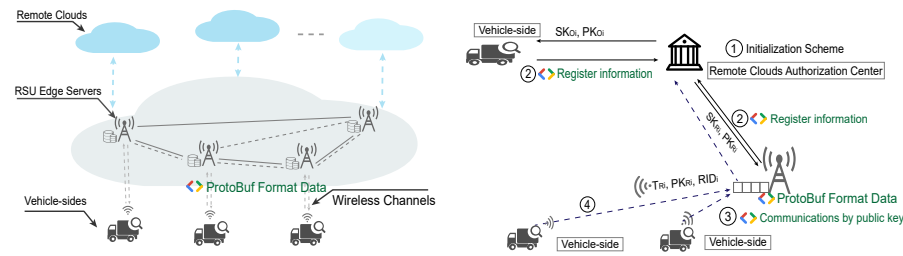 Remote Clouds
RSU Edge Servers
ProtoBuf Format Data
Vehicle-sides
Wireless Channels
Vehicle-side
SKOi, PKOi
① Initialization Scheme
② Register information
Remote Clouds Authorization Center
SKRi, PKRi
② Register information
TRi, PKRi, RIDi
ProtoBuf Format Data
③ Communications by public key
④
Vehicle-side
Vehicle-side